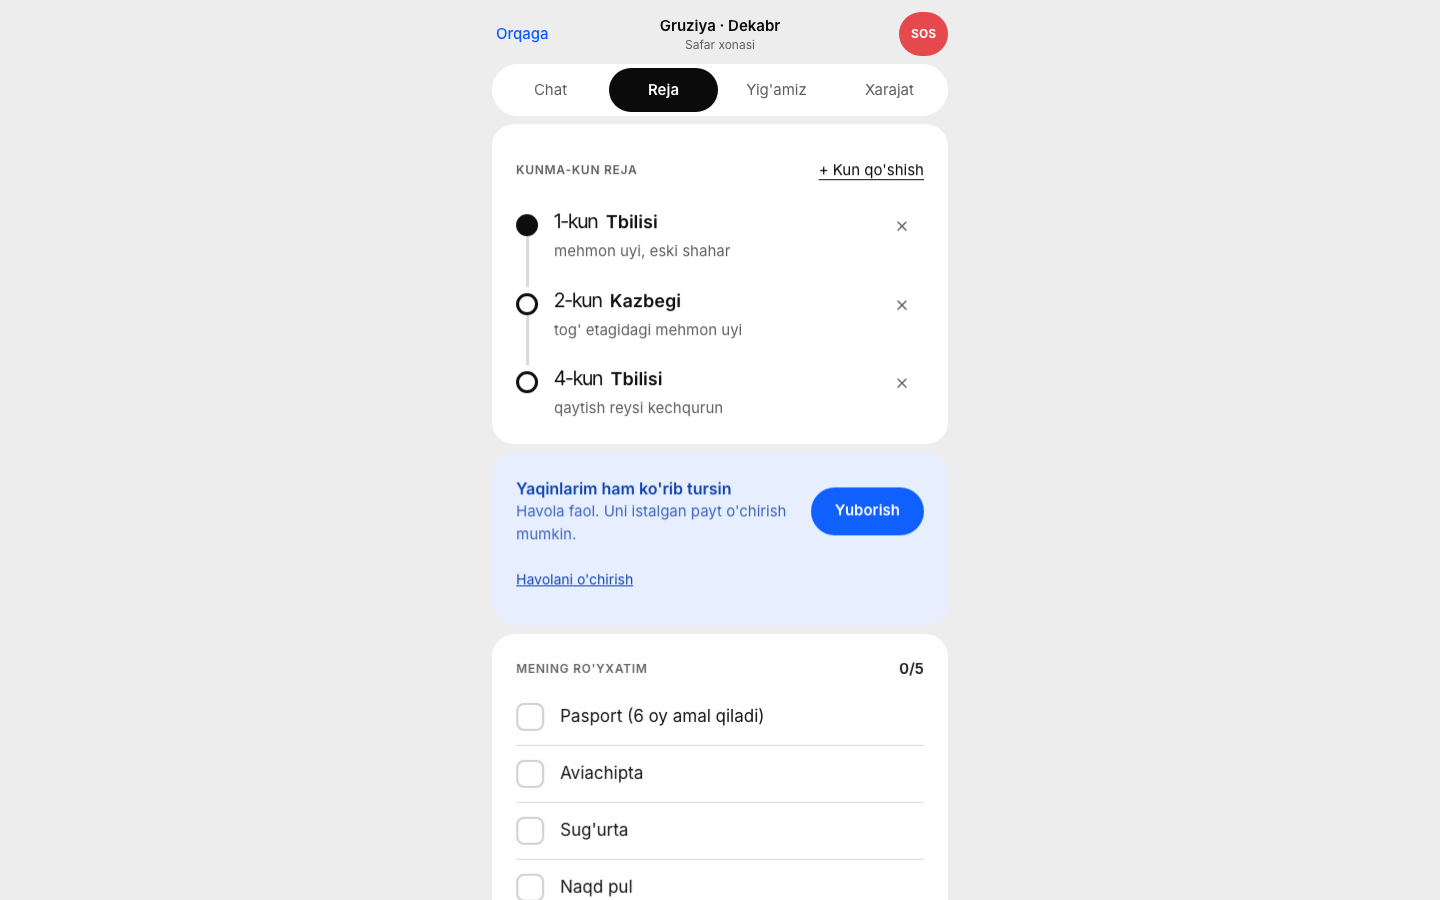 Orqaga
Gruziya · Dekabr
Safar xonasi
SOS
Chat
Reja
Yig'amiz
Xarajat
KUNMA-KUN REJA
+ Kun qo'shish
1-kun Tbilisi
mehmon uyi, eski shahar
2-kun Kazbegi
tog' etagidagi mehmon uyi
4-kun Tbilisi
qaytish reysi kechqurun
Yaqinlarim ham ko'rib tursin
Havola faol. Uni istalgan payt o'chirish
mumkin.
Yuborish
Havolani o'chirish
MENING RO'YXATIM
0/5
Pasport (6 oy amal qiladi)
Aviachipta
Sug'urta
Naqd pul